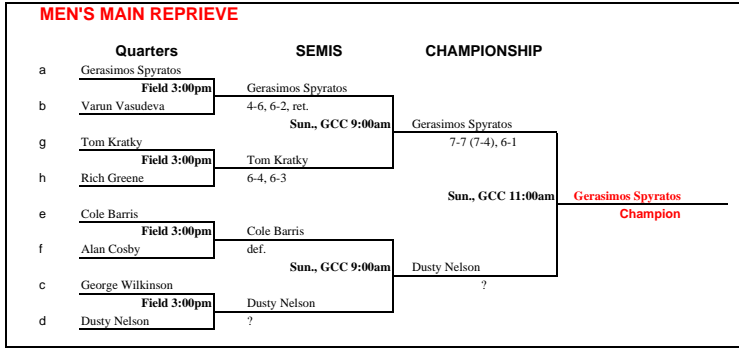 MEN'S MAIN REPRIEVE
Quarters SEMIS CHAMPIONSHIP
a Gerasimos Spyratos
Field 3:00pm Gerasimos Spyratos
b Varun Vasudeva 4-6, 6-2, ret.
Sun., GCC 9:00am Gerasimos Spyratos
g Tom Kratky 7-7 (7-4), 6-1
Field 3:00pm Tom Kratky
h Rich Greene 6-4, 6-3
Sun., GCC 11:00am Gerasimos Spyratos
e Cole Barris Champion
Field 3:00pm Cole Barris
f Alan Cosby def.
Sun., GCC 9:00am Dusty Nelson
c George Wilkinson ?
Field 3:00pm Dusty Nelson
d Dusty Nelson ?